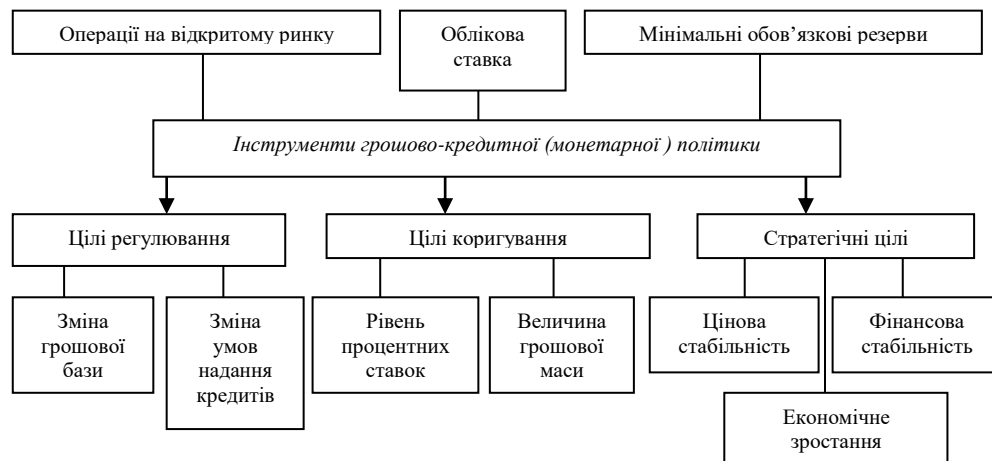 Операції на відкритому ринку
Облікова
ставка
Мінімальні обов’язкові резерви
Інструменти грошово-кредитної (монетарної ) політики
Цілі регулювання
Цілі коригування
Стратегічні цілі
Зміна
грошової
бази
Зміна
умов
надання
кредитів
Рівень
процентних
ставок
Величина
грошової
маси
Цінова
стабільність
Фінансова
стабільність
Економічне
зростання